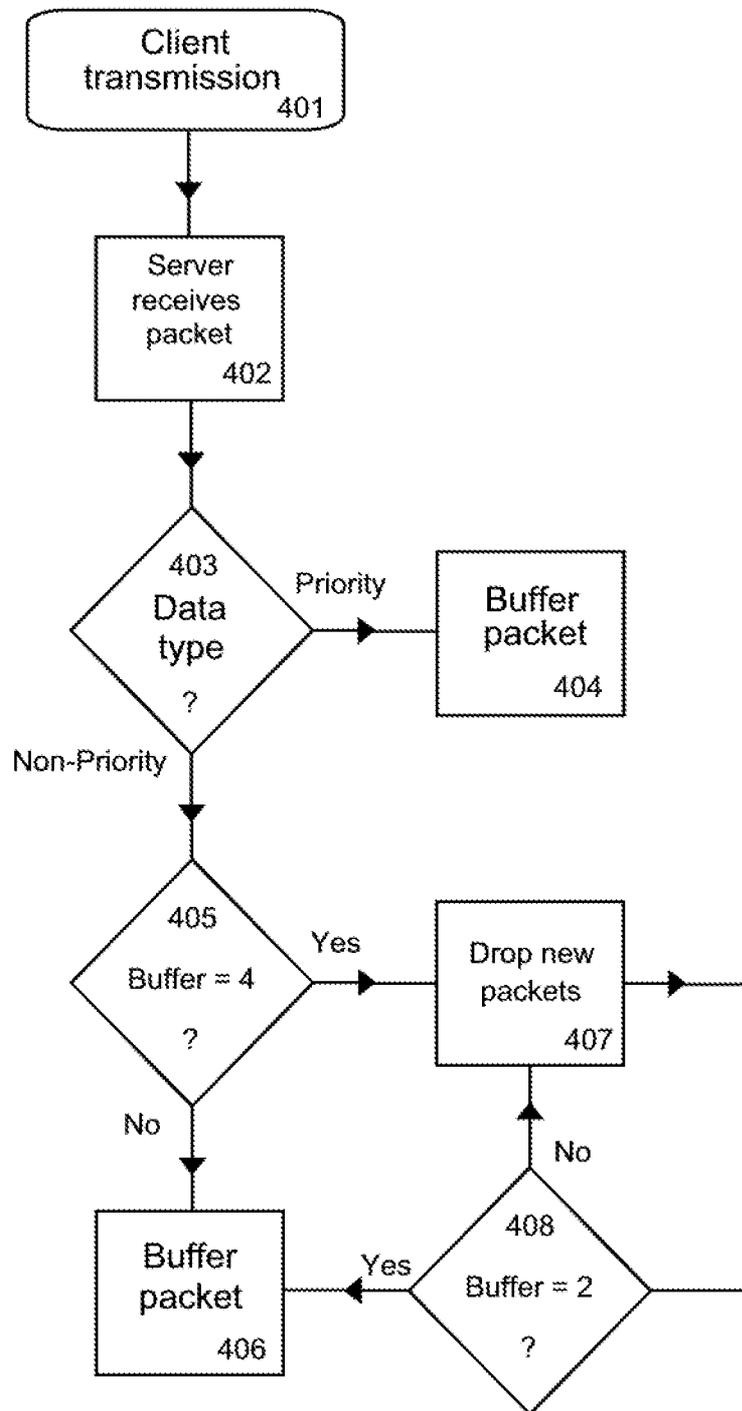 Client
transmission
401
Server
receives
packet
402
403
Data
type
?
Priority
Buffer
packet
404
Non-Priority
405
Buffer = 4
?
Yes
Drop new
packets
407
No
No
408
Buffer = 2
?
Yes
Buffer
packet
406